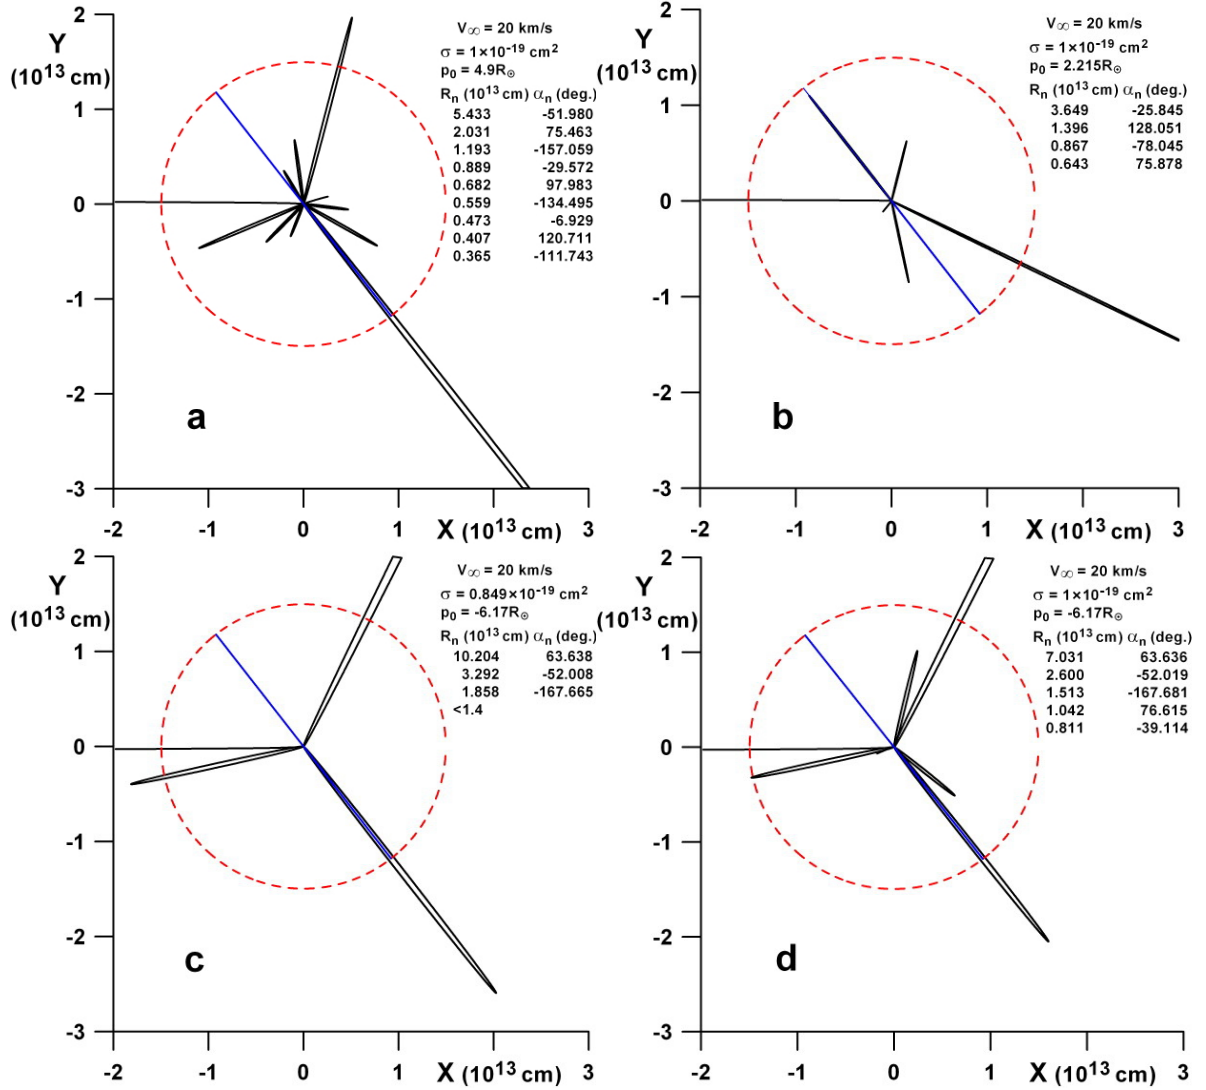 2
Y
(10¹³ cm)
1
0
-1
-2
-3
-2
-1
0
1
X (10¹³ cm)
3
V∞ = 20 km/s
σ = 1×10⁻¹⁹ cm²
p₀ = 4.9R☉
Rₙ (10¹³ cm) αₙ (deg.)
5.433 -51.980
2.031 75.463
1.193 -157.059
0.889 -29.572
0.682 97.983
0.559 -134.495
0.473 -6.929
0.407 120.711
0.365 -111.743
a
2
Y
(10¹³ cm)
1
0
-1
-2
-3
-2
-1
0
1
X (10¹³ cm)
3
V∞ = 20 km/s
σ = 1×10⁻¹⁹ cm²
p₀ = 2.215R☉
Rₙ (10¹³ cm) αₙ (deg.)
3.649 -25.845
1.396 128.051
0.867 -78.045
0.643 75.878
b
2
Y
(10¹³ cm)
1
0
-1
-2
-3
-2
-1
0
1
X (10¹³ cm)
3
V∞ = 20 km/s
σ = 0.849×10⁻¹⁹ cm²
p₀ = -6.17R☉
Rₙ (10¹³ cm) αₙ (deg.)
10.204 63.638
3.292 -52.008
1.858 -167.665
<1.4
c
2
Y
(10¹³ cm)
1
0
-1
-2
-3
-2
-1
0
1
X (10¹³ cm)
3
V∞ = 20 km/s
σ = 1×10⁻¹⁹ cm²
p₀ = -6.17R☉
Rₙ (10¹³ cm) αₙ (deg.)
7.031 63.636
2.600 -52.019
1.513 -167.681
1.042 76.615
0.811 -39.114
d